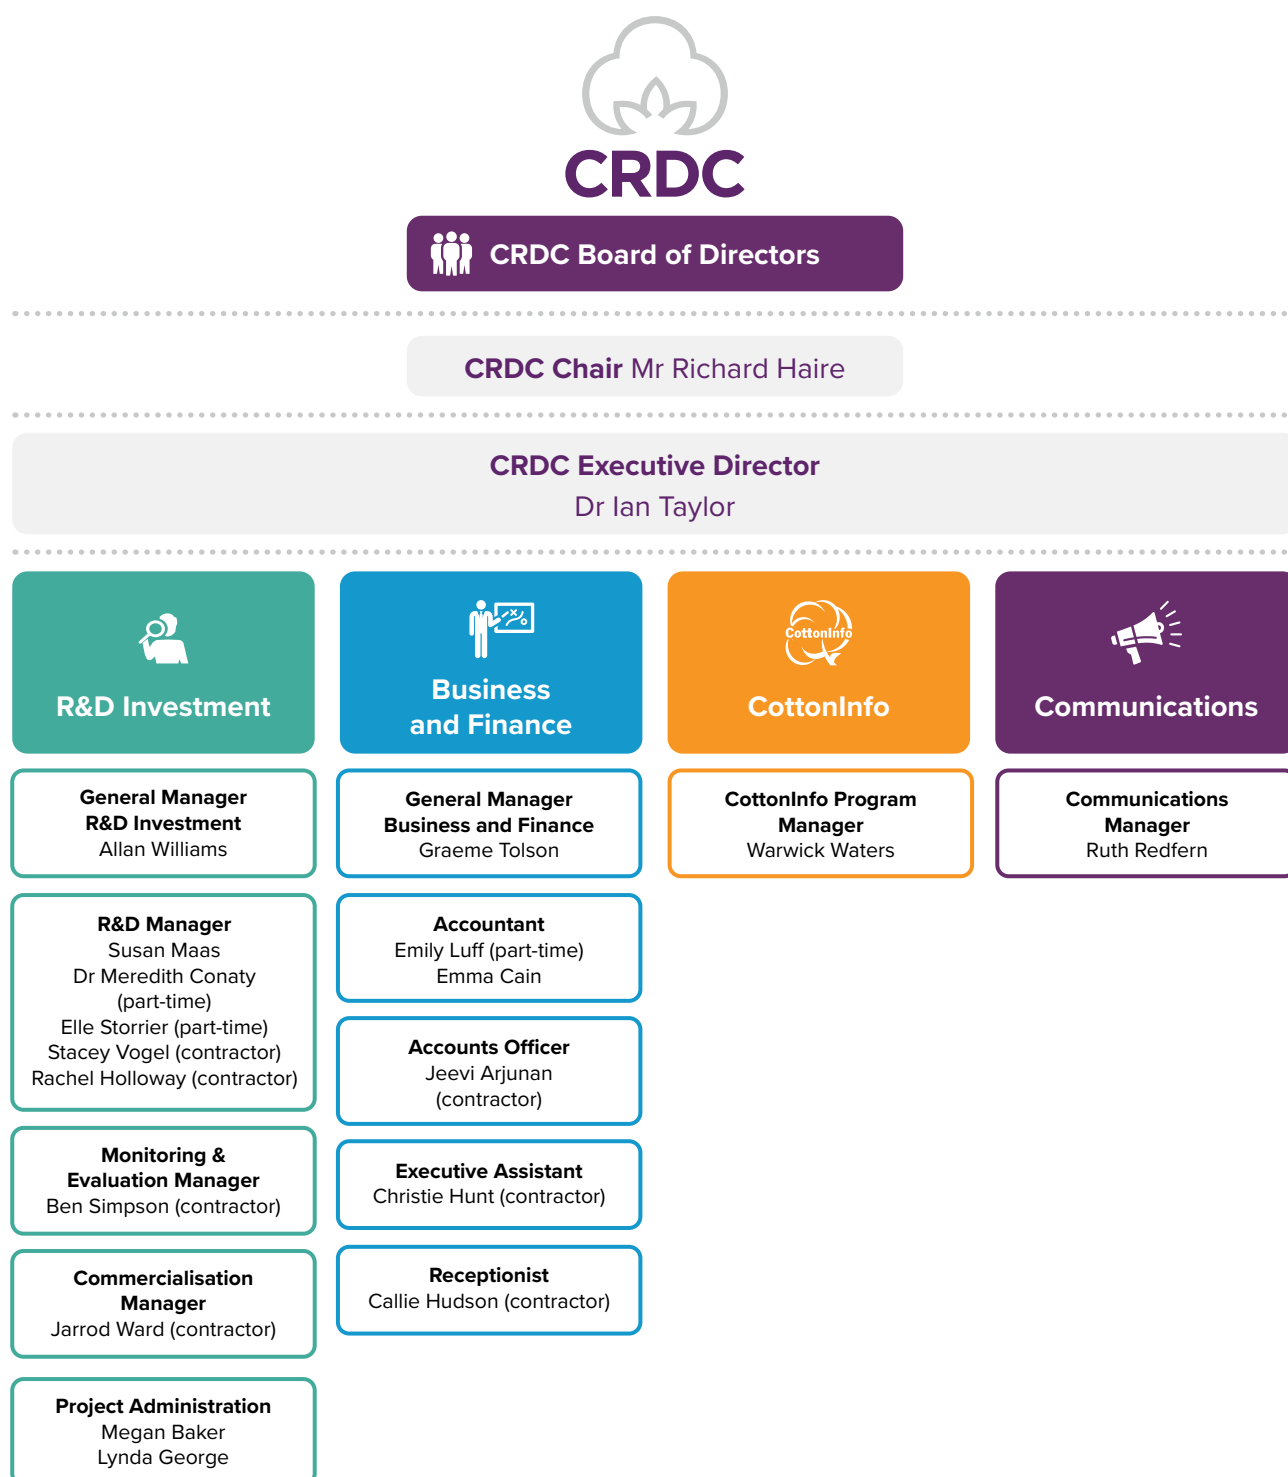 CRDC
CRDC Board of Directors
CRDC Chair Mr Richard Haire
CRDC Executive Director
Dr Ian Taylor
R&D Investment
General Manager
R&D Investment
Allan Williams
R&D Manager
Susan Maas
Dr Meredith Conaty
(part-time)
Elle Storrier (part-time)
Stacey Vogel (contractor)
Rachel Holloway (contractor)
Monitoring &
Evaluation Manager
Ben Simpson (contractor)
Commercialisation
Manager
Jarrod Ward (contractor)
Project Administration
Megan Baker
Lynda George
Business
and Finance
General Manager
Business and Finance
Graeme Tolson
Accountant
Emily Luff (part-time)
Emma Cain
Accounts Officer
Jeevi Arjunan
(contractor)
Executive Assistant
Christie Hunt (contractor)
Receptionist
Callie Hudson (contractor)
CottonInfo
CottonInfo
CottonInfo Program
Manager
Warwick Waters
Communications
Communications
Manager
Ruth Redfern